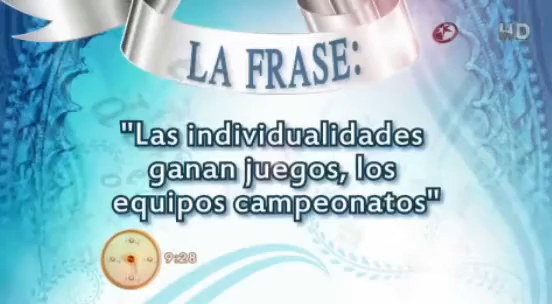 HD
LA FRASE:
"Las individualidades
ganan juegos, los
equipos campeonatos"
9:28